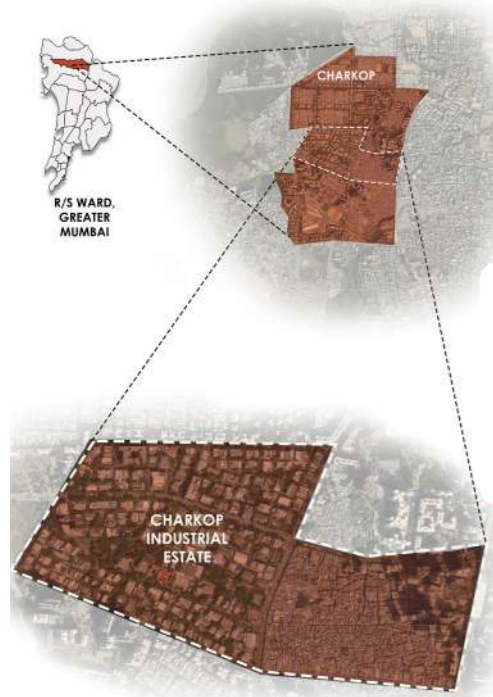 CHARKOP
R/S WARD,
GREATER
MUMBAI
CHARKOP
INDUSTRIAL
ESTATE